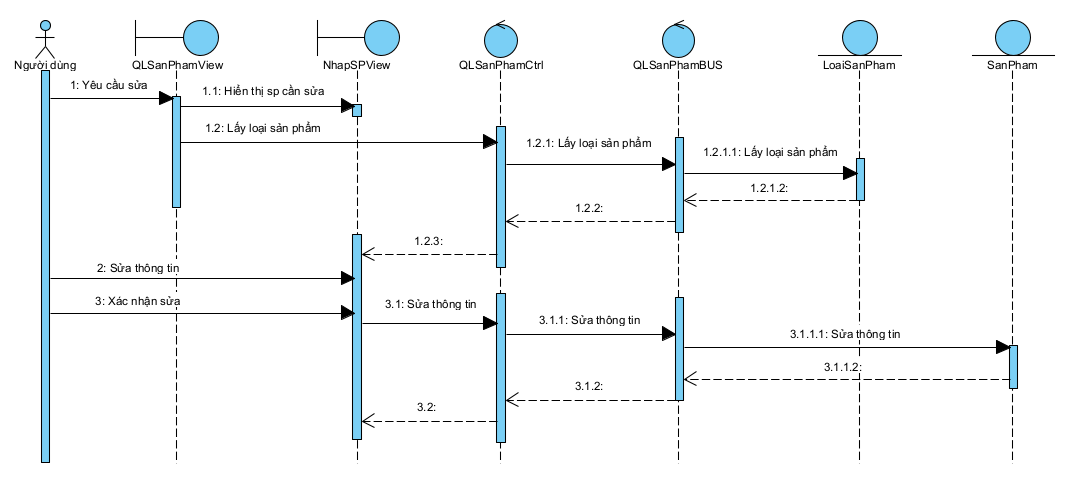 Người dùng
QLSanPhamView
NhapSPView
QLSanPhamCtrl
QLSanPhamBUS
LoaiSanPham
SanPham
1: Yêu cầu sửa
1.1: Hiển thị sp cần sửa
1.2: Lấy loại sản phẩm
1.2.1: Lấy loại sản phẩm
1.2.1.1: Lấy loại sản phẩm
1.2.1.2:
1.2.2:
1.2.3:
2: Sửa thông tin
3: Xác nhận sửa
3.1: Sửa thông tin
3.1.1: Sửa thông tin
3.1.1.1: Sửa thông tin
3.1.1.2:
3.1.2:
3.2: